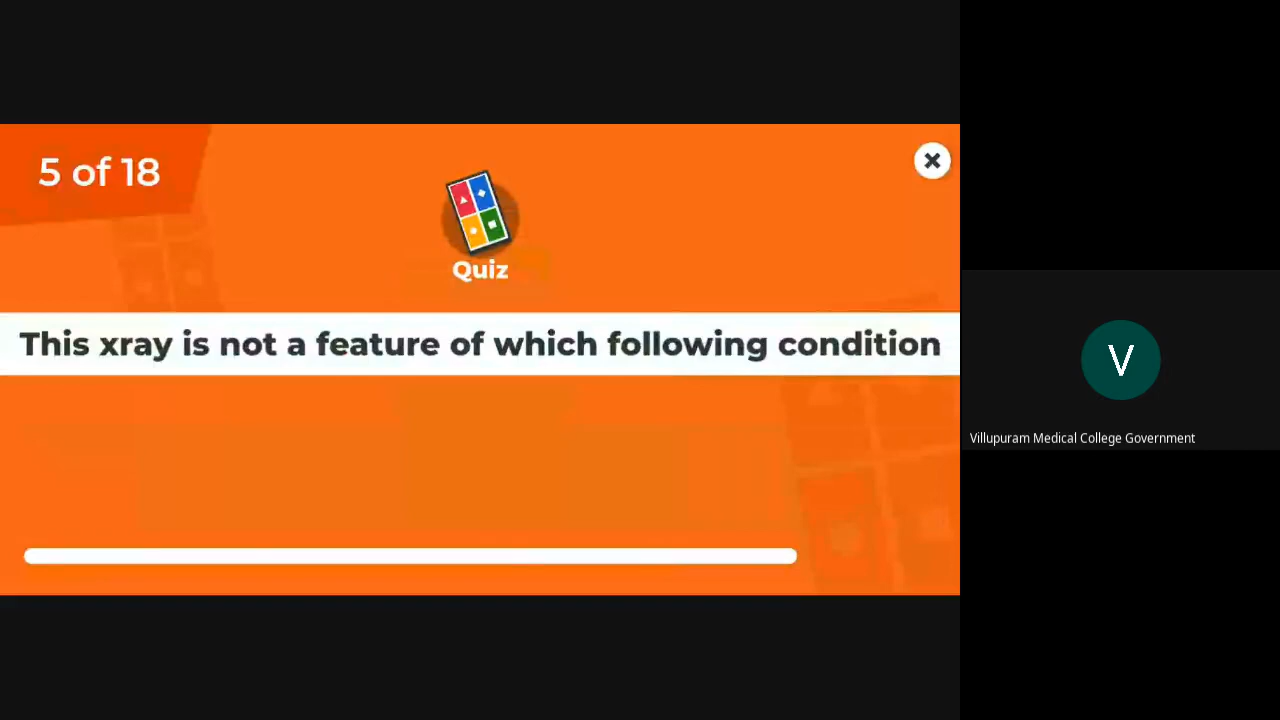 5 of 18
Quiz
This xray is not a feature of which following condition
V
Villupuram Medical College Government